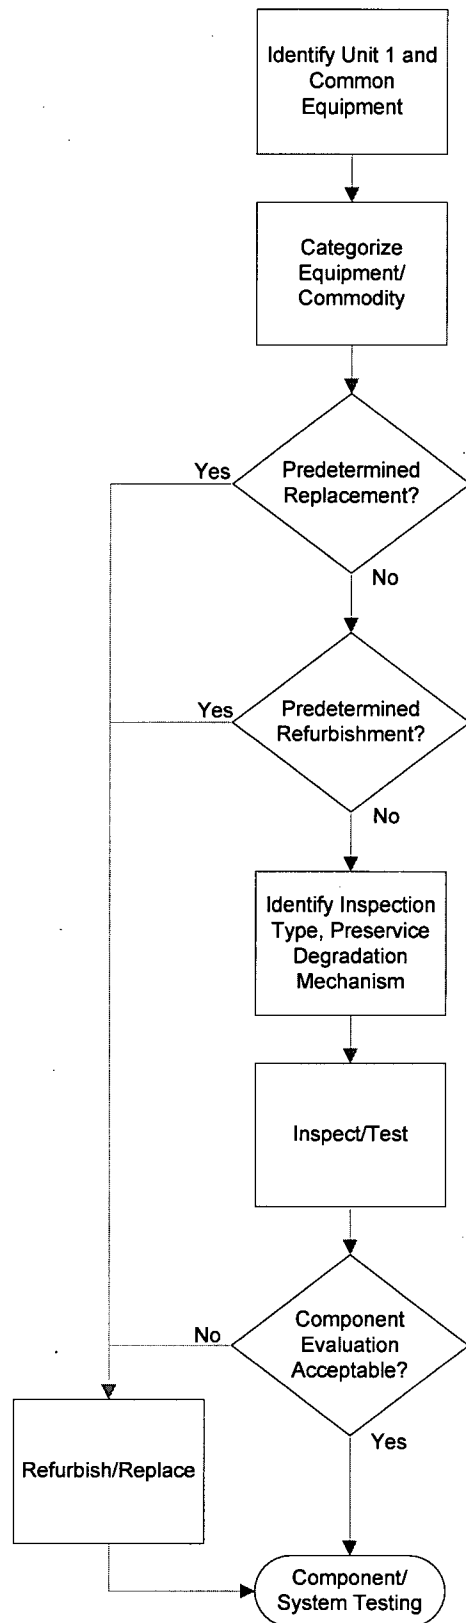 Identify Unit 1 and
Common
Equipment
Categorize
Equipment/
Commodity
Yes
Predetermined
Replacement?
No
Yes
Predetermined
Refurbishment?
No
Identify Inspection
Type, Preservice
Degradation
Mechanism
Inspect/Test
No
Component
Evaluation
Acceptable?
Yes
Refurbish/Replace
Component/
System Testing